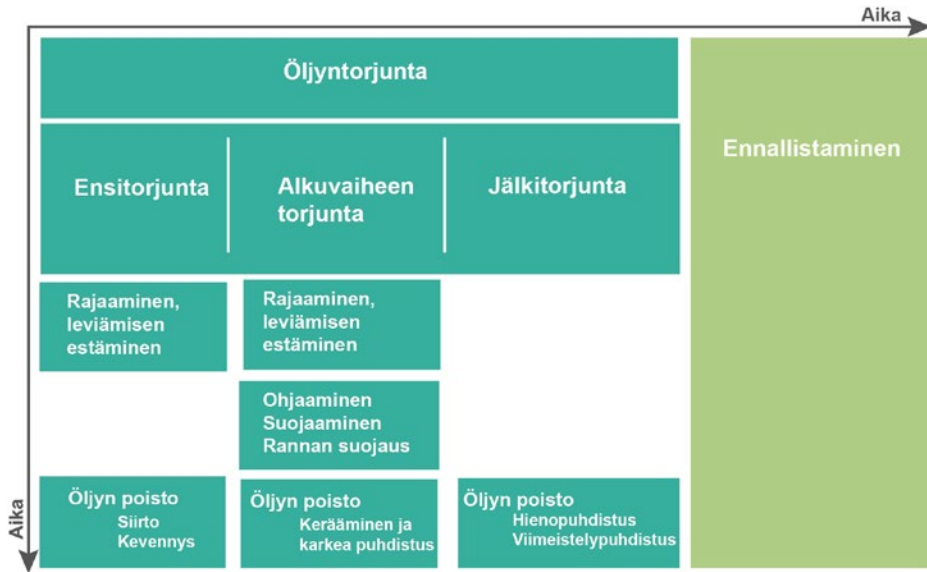 Aika
Öljyntorjunta
Ennallistaminen
Ensitorjunta
Alkuvaiheen
torjunta
Jälkitorjunta
Rajaaminen,
leviämisen
estäminen
Rajaaminen,
leviämisen
estäminen
Ohjaaminen
Suojaaminen
Rannan suojaus
Öljyn poisto
Siirto
Kevennys
Öljyn poisto
Kerääminen ja
karkea puhdistus
Öljyn poisto
Hienopuhdistus
Viimeistelypuhdistus
Aika